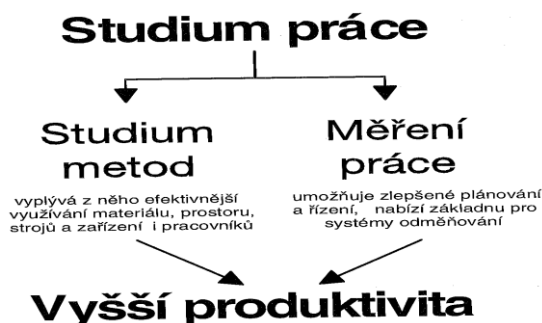 Studium práce
Studium
metod
vyplývá z něho efektivnější
využívání materiálu, prostoru,
strojů a zařízení i pracovníků
Měření
práce
umožňuje zlepšené plánování
a řízení, nabízí základnu pro
systémy odměňování
Vyšší produktivita